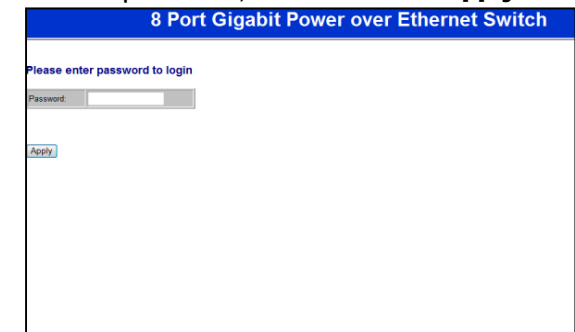 8 Port Gigabit Power over Ethernet Switch
Please enter password to login
Password:
Apply